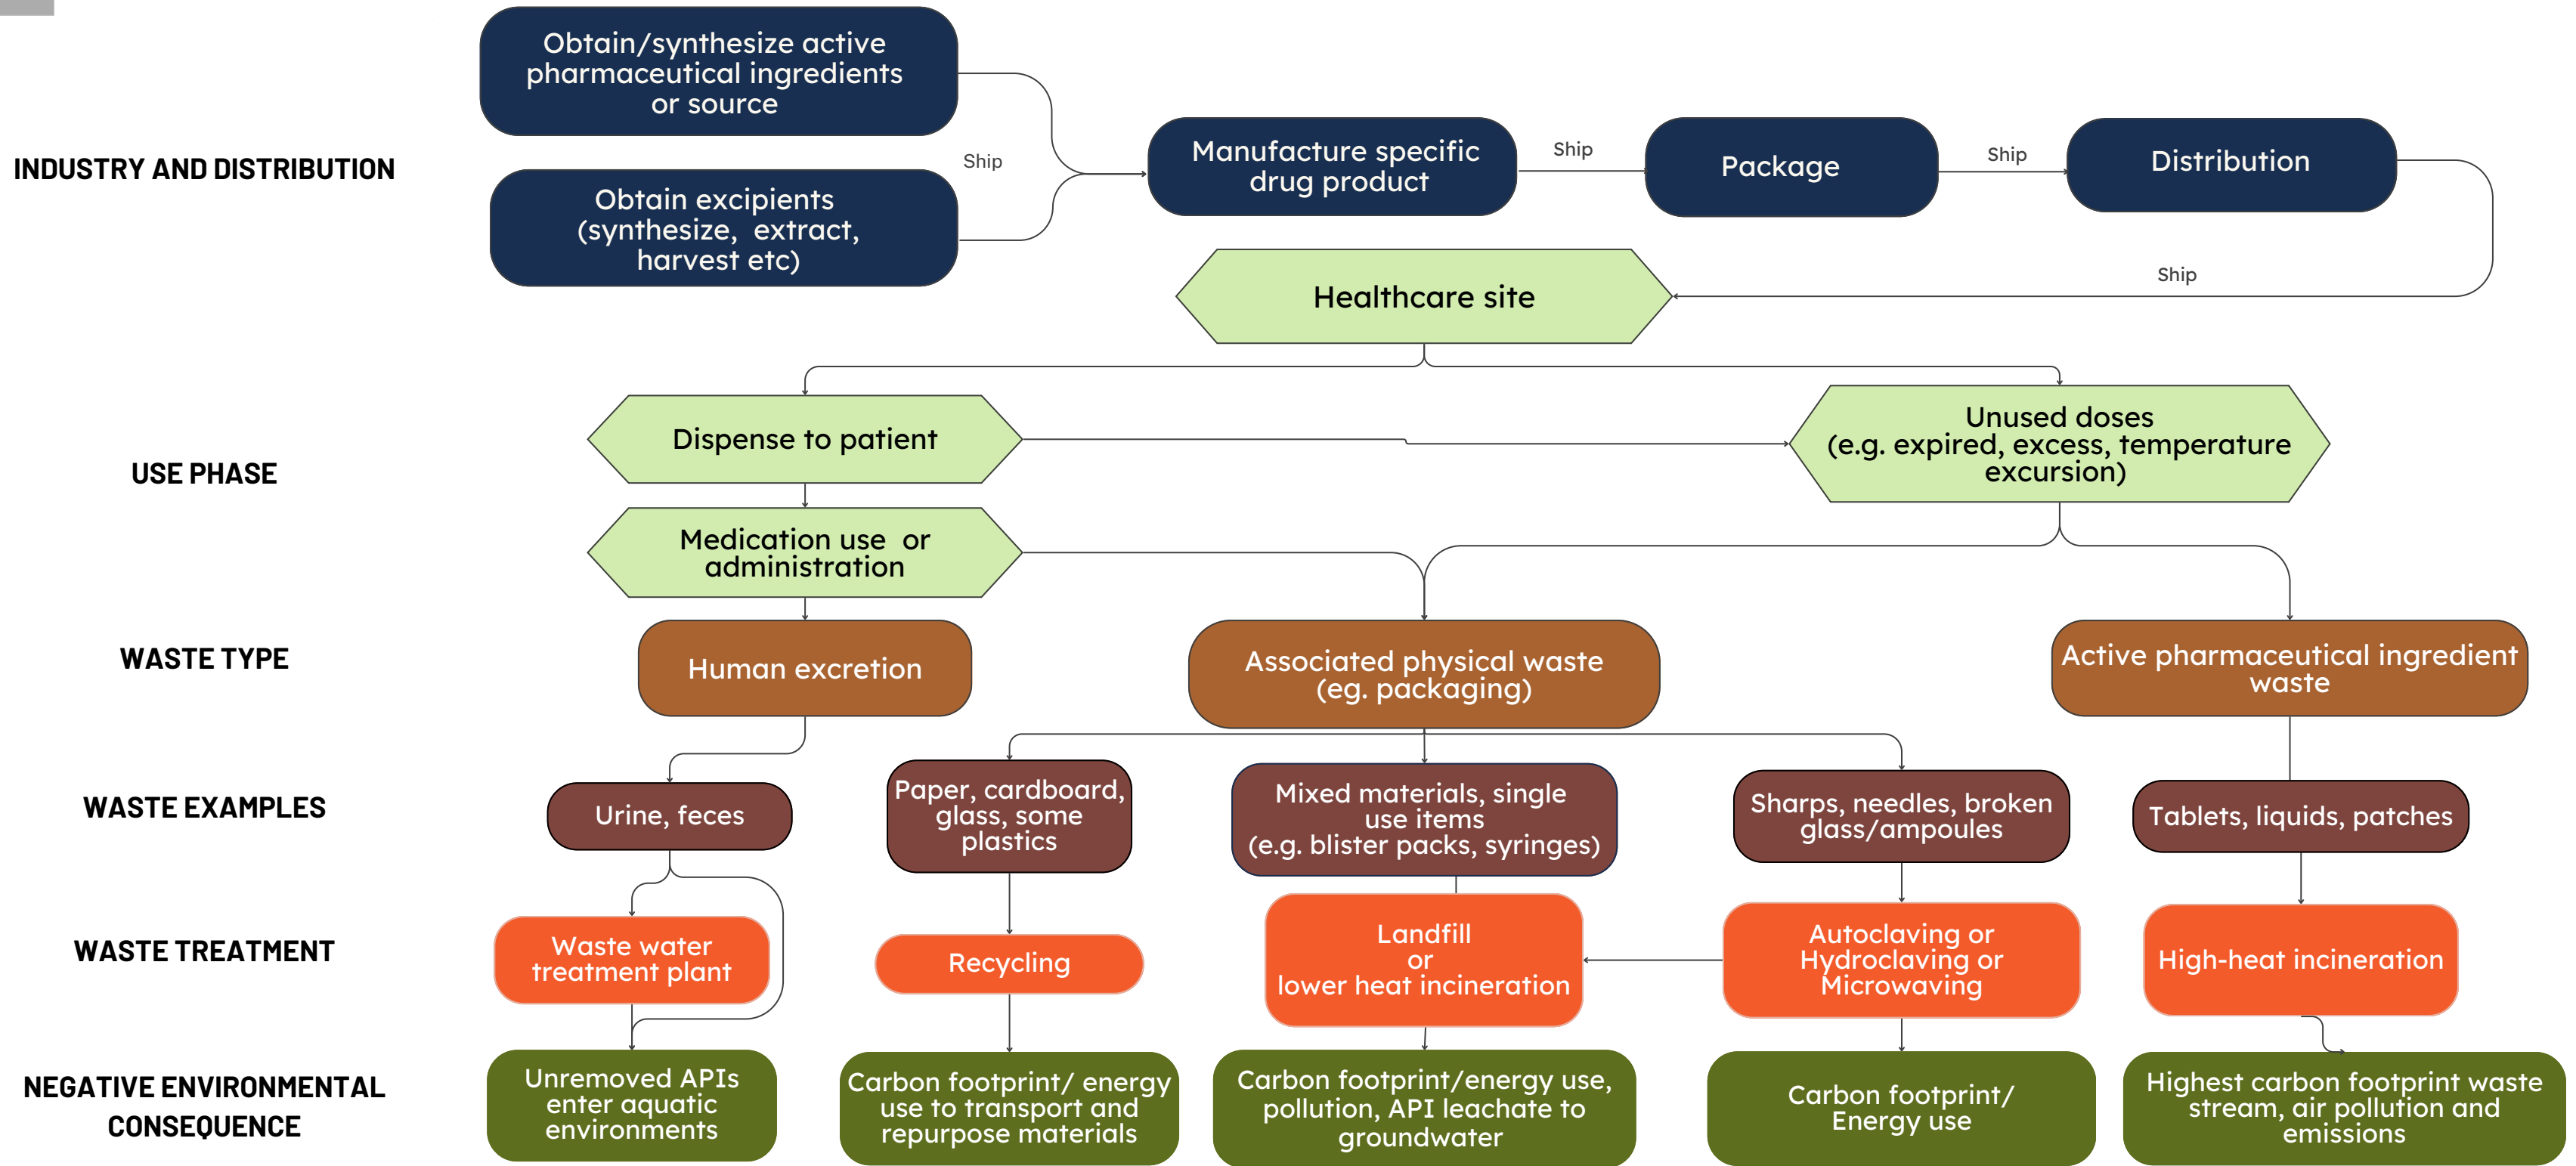 Obtain/synthesize active
pharmaceutical ingredients
or source
INDUSTRY AND DISTRIBUTION
Ship
Obtain excipients
(synthesize, extract,
harvest etc)
Manufacture specific
drug product
Ship
Package
Ship
Distribution
Ship
Healthcare site
USE PHASE
Dispense to patient
Unused doses
(e.g. expired, excess, temperature
excursion)
Medication use or
administration
WASTE TYPE
Human excretion
Associated physical waste
(eg. packaging)
Active pharmaceutical ingredient
waste
WASTE EXAMPLES
Urine, feces
Paper, cardboard,
glass, some
plastics
Mixed materials, single
use items
(e.g. blister packs, syringes)
Sharps, needles, broken
glass/ampoules
Tablets, liquids, patches
WASTE TREATMENT
Waste water
treatment plant
Recycling
Landfill
or
lower heat incineration
Autoclaving or
Hydroclaving or
Microwaving
High-heat incineration
NEGATIVE ENVIRONMENTAL
CONSEQUENCE
Unremoved APIs
enter aquatic
environments
Carbon footprint/ energy
use to transport and
repurpose materials
Carbon footprint/energy use,
pollution, API leachate to
groundwater
Carbon footprint/
Energy use
Highest carbon footprint waste
stream, air pollution and
emissions